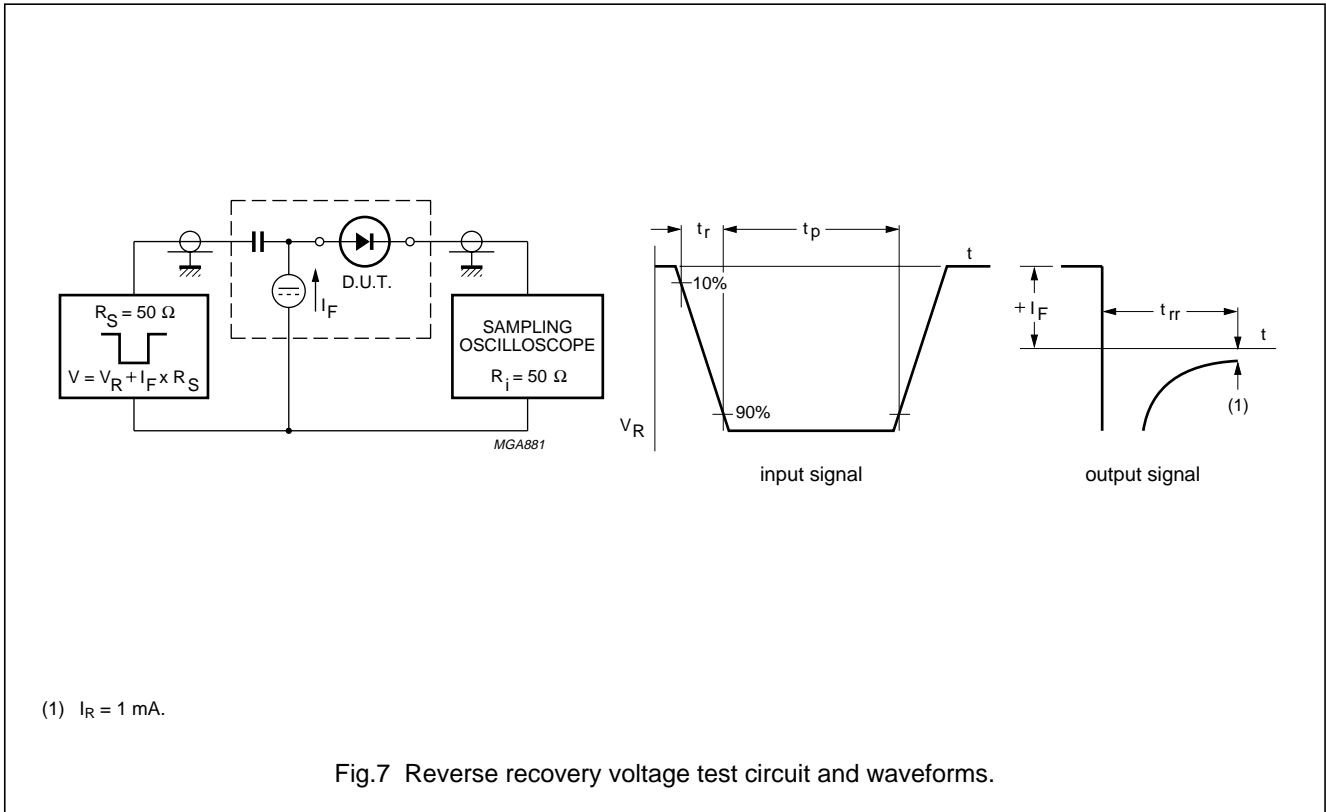 D.U.T.
I_F
R_S = 50 Ω
V = V_R + I_F x R_S
SAMPLING
OSCILLOSCOPE
R_i = 50 Ω
MGA881
t_r
t_p
t
10%
90%
V_R
input signal
+ I_F
t_rr
t
(1)
output signal
(1) I_R = 1 mA.
Fig.7 Reverse recovery voltage test circuit and waveforms.